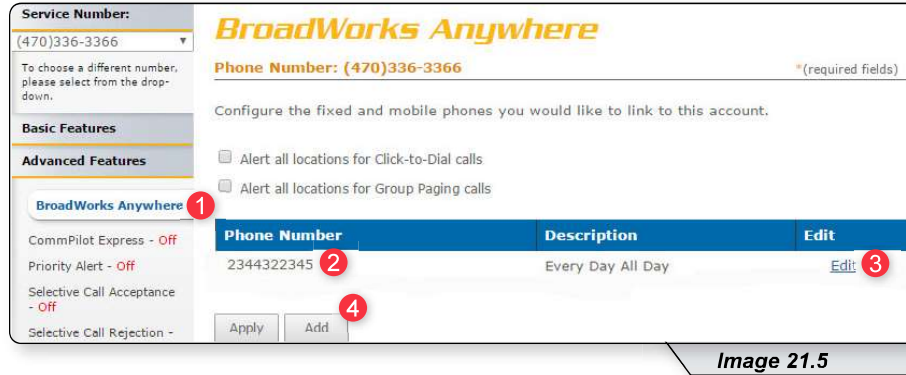 Service Number:
(470)336-3366
To choose a different number,
please select from the drop-
down.
Basic Features
Advanced Features
BroadWorks Anywhere 1
CommPilot Express - Off
Priority Alert - Off
Selective Call Acceptance
- Off
Selective Call Rejection -
BroadWorks Anywhere
Phone Number: (470)336-3366 *(required fields)
Configure the fixed and mobile phones you would like to link to this account.
Alert all locations for Click-to-Dial calls
Alert all locations for Group Paging calls
Phone Number Description Edit
2344322345 2 Every Day All Day Edit 3
4
Apply Add
Image 21.5